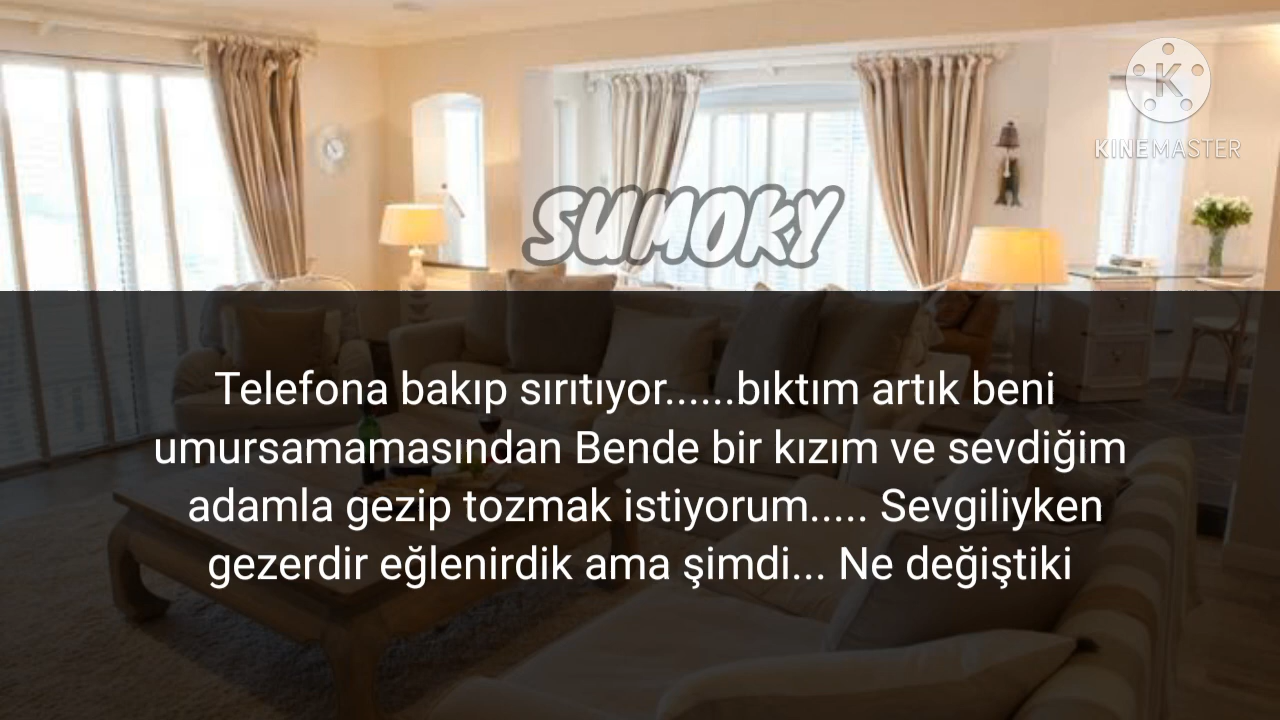 K
KINEMASTER
SUMOKY
Telefona bakıp sırıtıyor......bıktım artık beni
umursamamasından Bende bir kızım ve sevdiğim
adamla gezip tozmak istiyorum..... Sevgiliyken
gezerdir eğlenirdik ama şimdi... Ne değiştiki